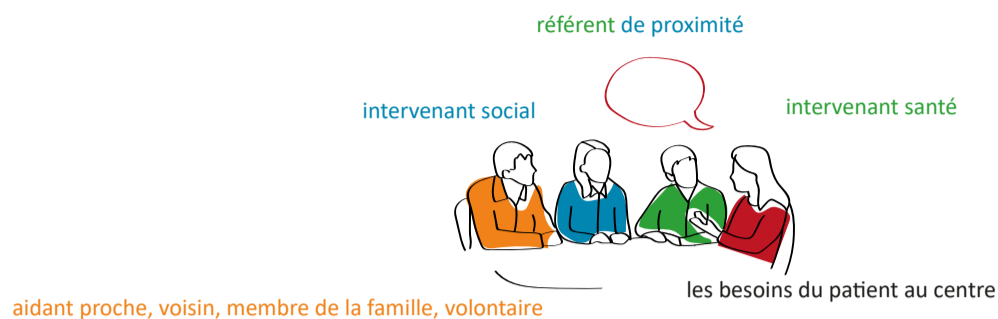 référent de proximité
intervenant social
intervenant santé
les besoins du patient au centre
aidant proche, voisin, membre de la famille, volontaire